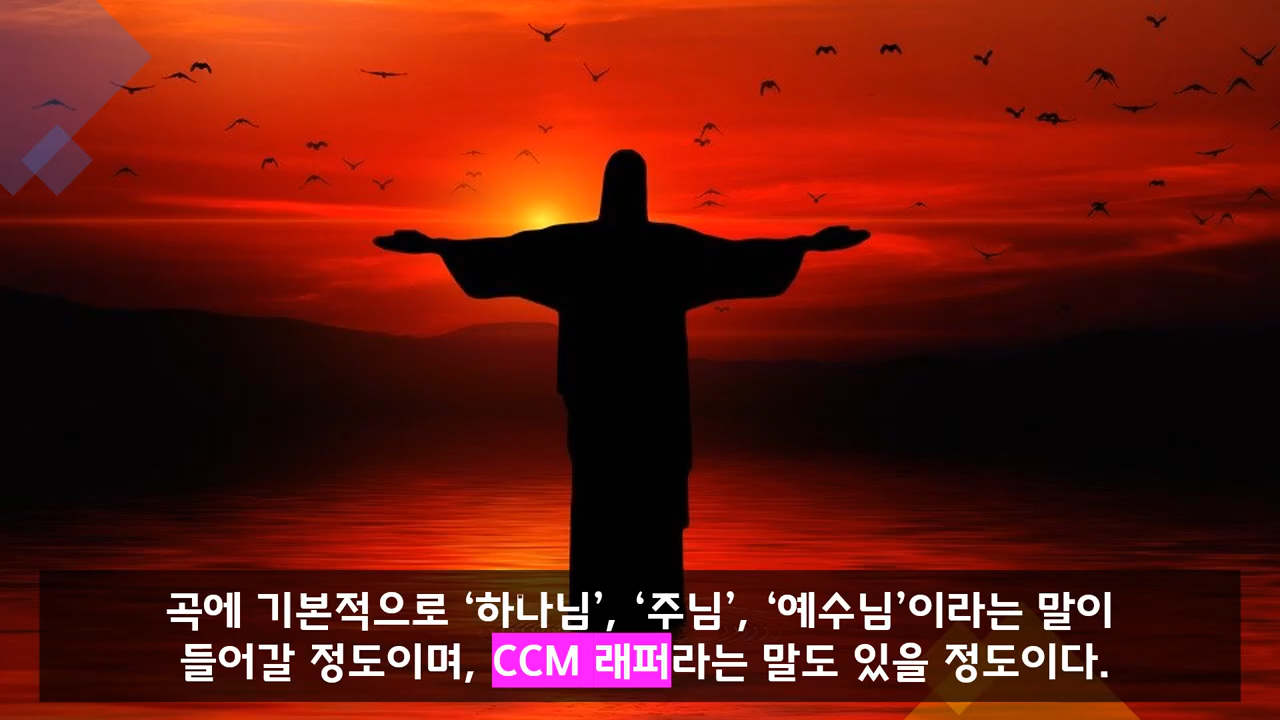 곡에 기본적으로 ‘하나님’, ‘주님’, ‘예수님’이라는 말이
들어갈 정도이며, CCM 래퍼라는 말도 있을 정도이다.